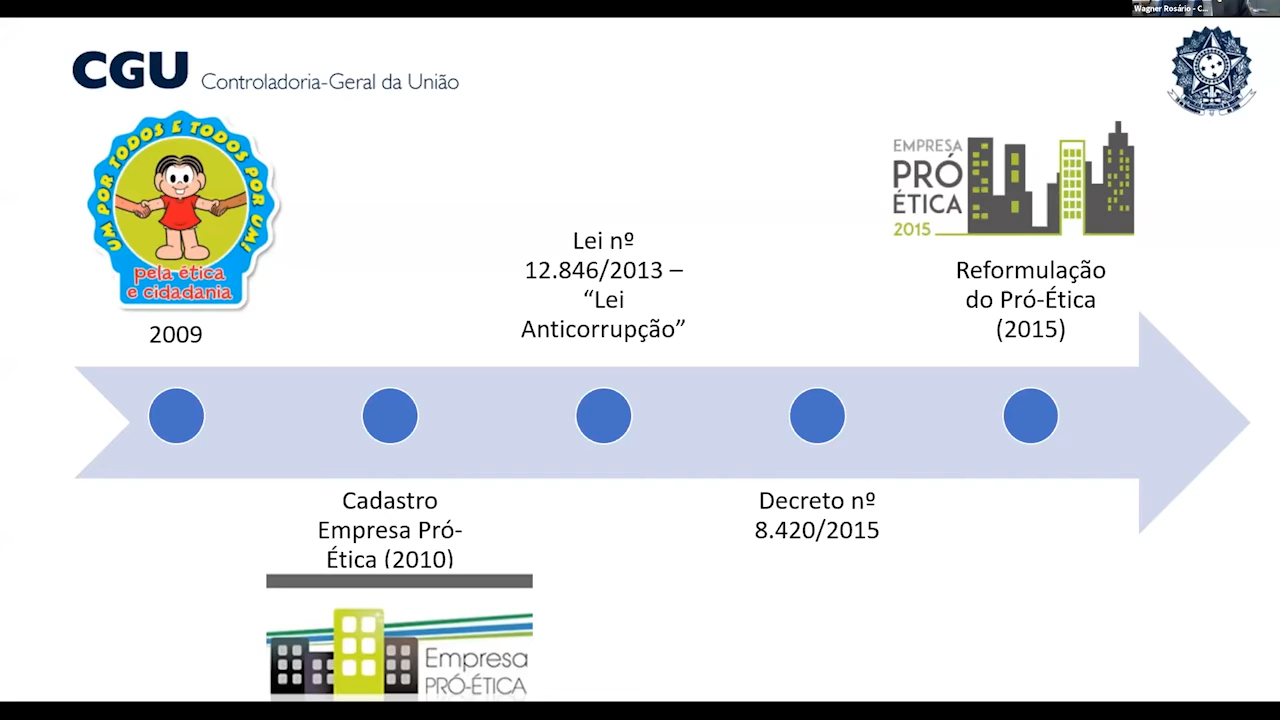 Wagner Rosário - C...
CGU Controladoria-Geral da União
UM POR TODOS E TODOS POR UM!
pela ética
e cidadania
2009
Cadastro
Empresa Pró-
Ética (2010)
Empresa
PRÓ-ÉTICA
Lei nº
12.846/2013 –
“Lei
Anticorrupção”
Decreto nº
8.420/2015
EMPRESA
PRÓ
ÉTICA
2015
Reformulação
do Pró-Ética
(2015)